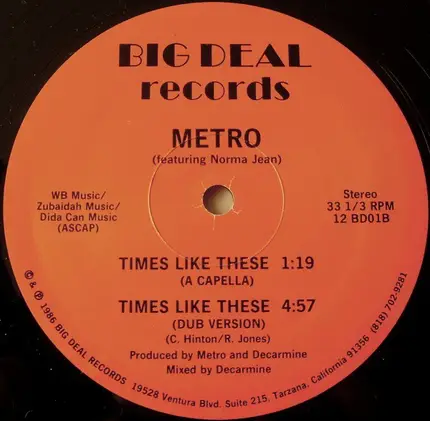 BIG DEAL
records
METRO
(featuring Norma Jean)
WB Music/
Zubaidah Music/
Dida Can Music
(ASCAP)
Stereo
33 1/3 RPM
12 BD01B
TIMES LIKE THESE 1:19
(A CAPELLA)
TIMES LIKE THESE 4:57
(DUB VERSION)
(C. Hinton/R. Jones)
Produced by Metro and Decarmine
Mixed by Decarmine
© & ℗ 1986 BIG DEAL RECORDS 19528 Ventura Blvd. Suite 215, Tarzana, California 91356 (818) 702-9281